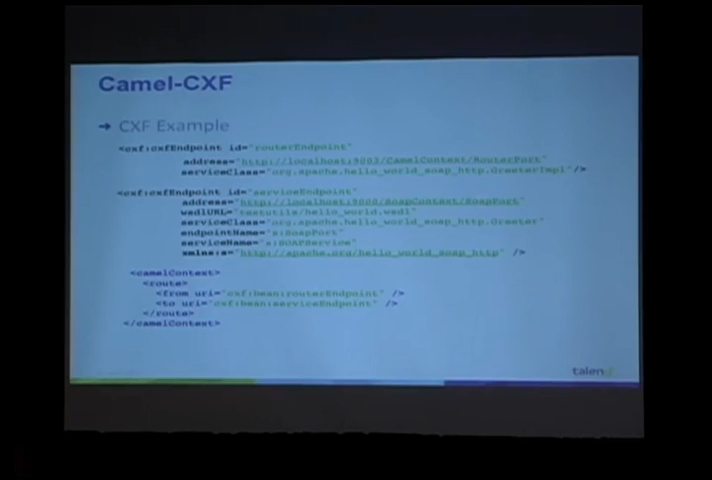 Camel-CXF
➔ CXF Example
<cxf:cxfEndpoint id="routerEndpoint"
address="http://localhost:9003/CamelContext/RouterPort"
serviceClass="org.apache.hello_world_soap_http.GreeterImpl"/>
<cxf:cxfEndpoint id="serviceEndpoint"
address="http://localhost:9000/SoapContext/SoapPort"
wsdlURL="testutils/hello_world.wsdl"
serviceClass="org.apache.hello_world_soap_http.Greeter"
endpointName="s:SoapPort"
serviceName="s:SOAPService"
xmlns:s="http://apache.org/hello_world_soap_http" />
<camelContext>
<route>
<from uri="cxf:bean:routerEndpoint" />
<to uri="cxf:bean:serviceEndpoint" />
</route>
</camelContext>
talend